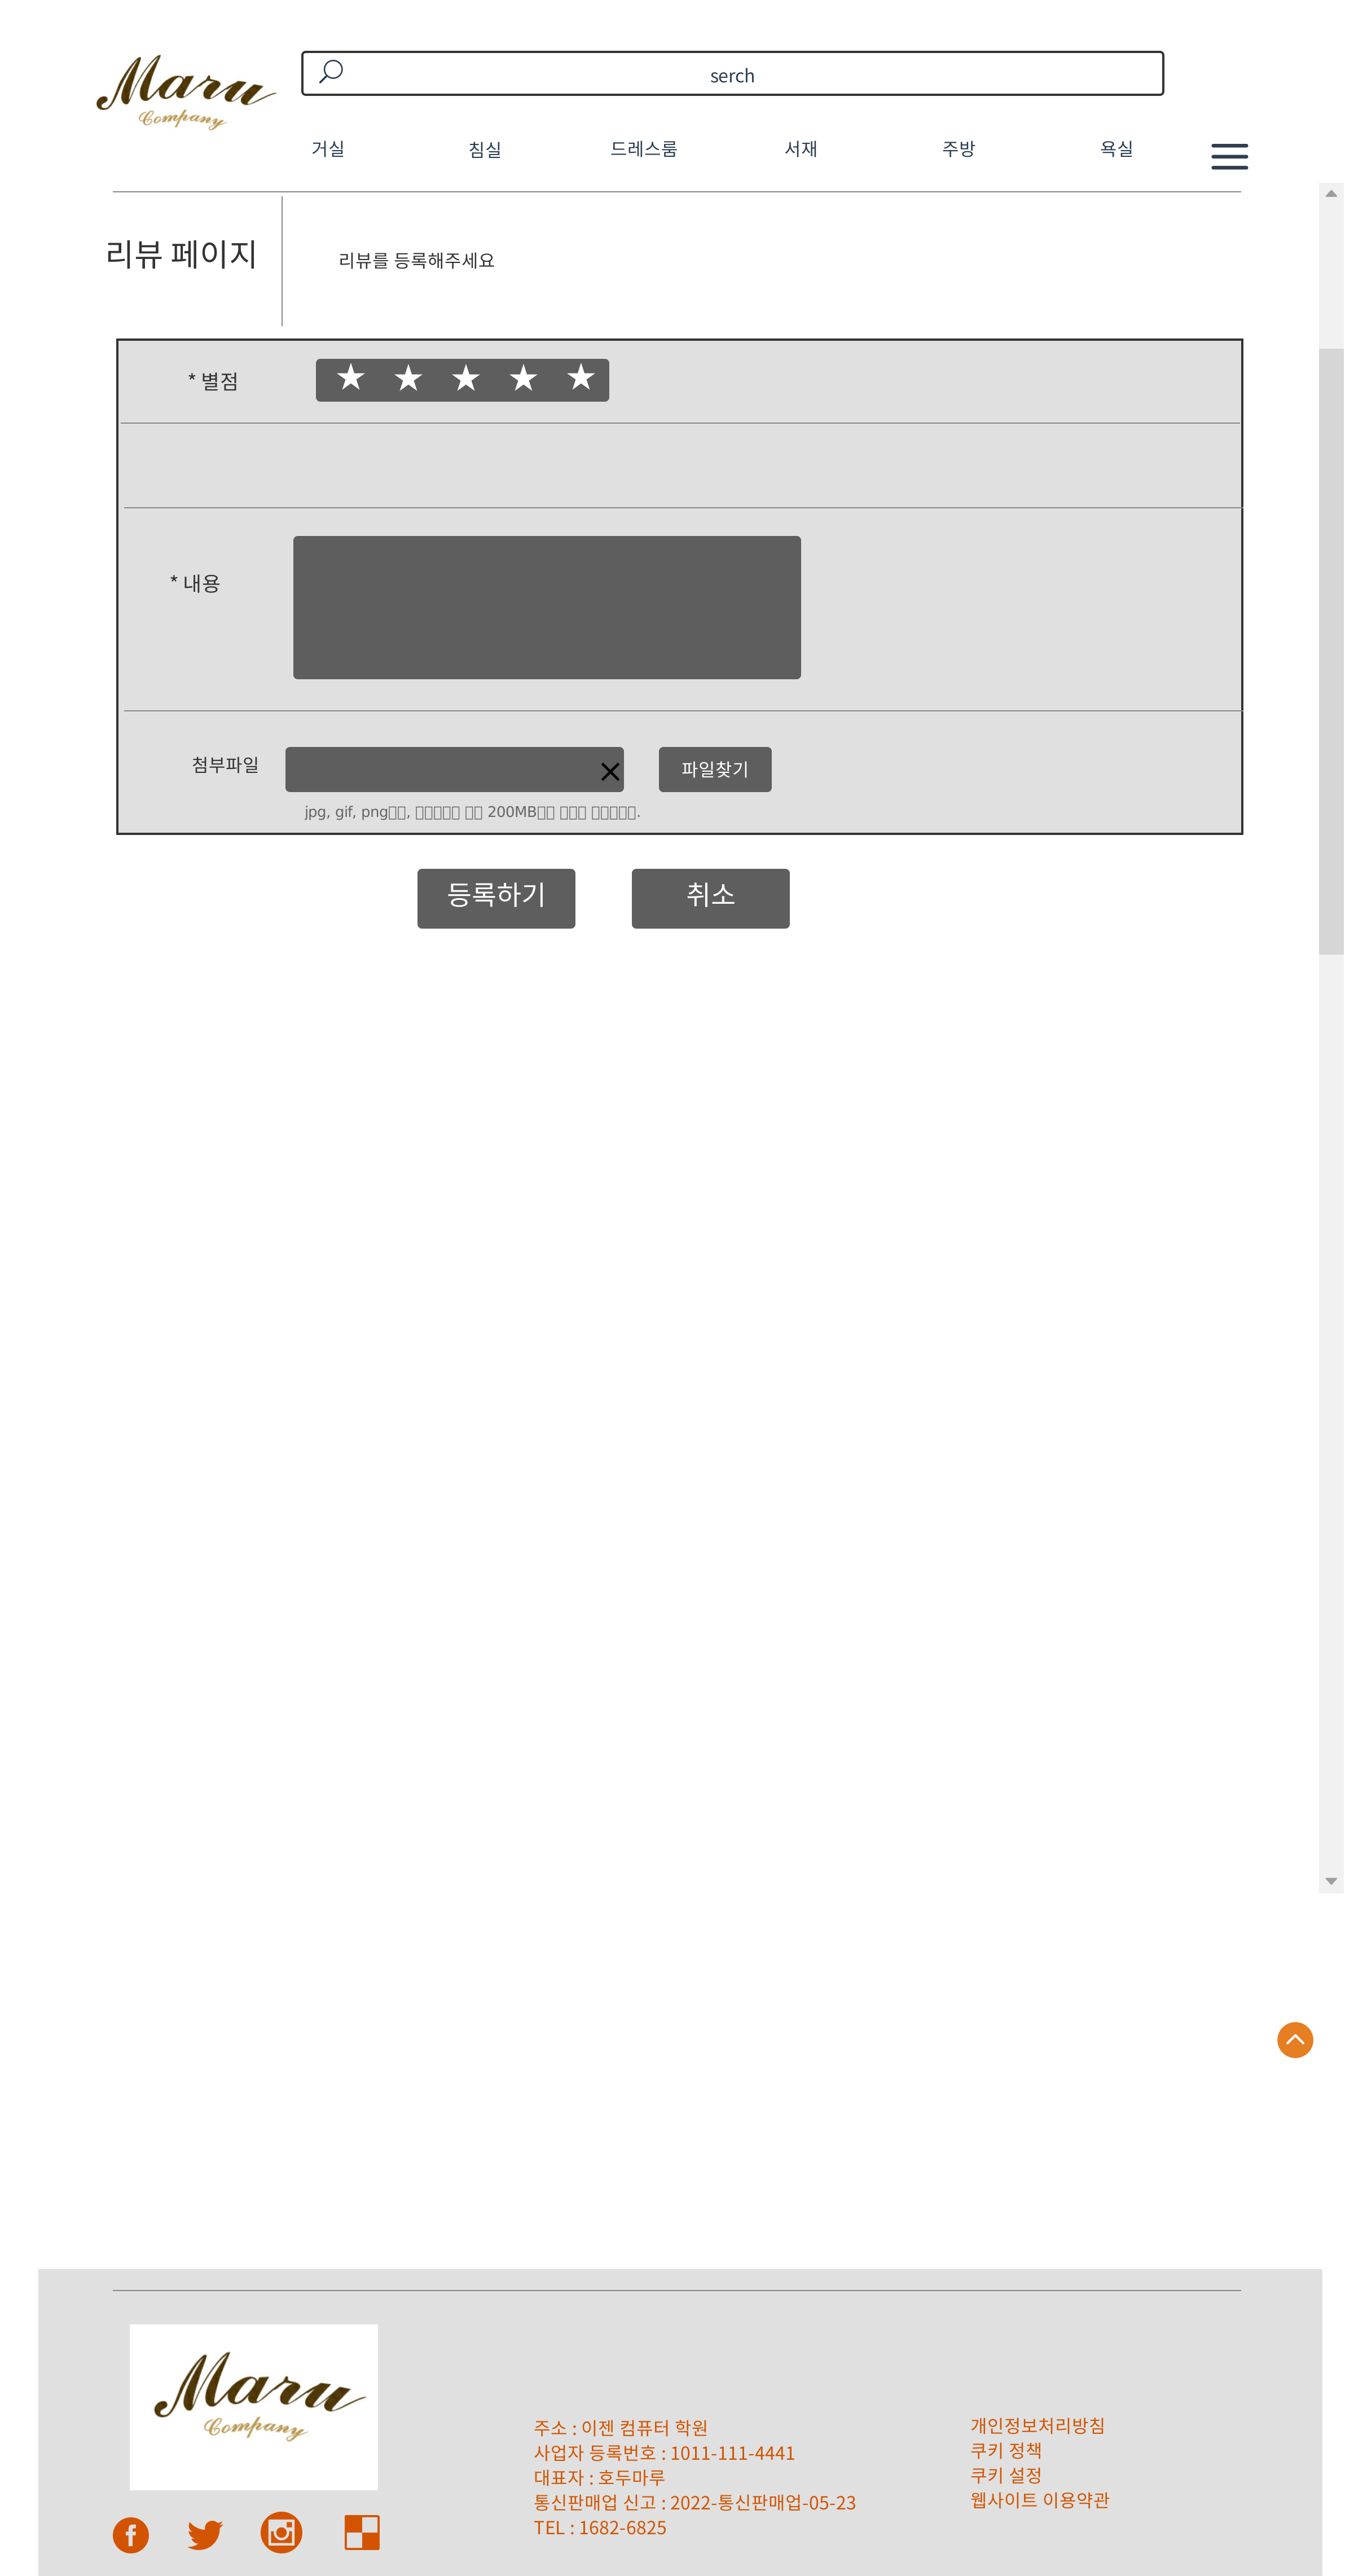 Maru
Company
serch
거실 침실 드레스룸 서재 주방 욕실
리뷰 페이지
리뷰를 등록해주세요
* 별점
* 내용
첨부파일
파일찾기
jpg, gif, png, 200MB
등록하기 취소
Maru
Company
주소 : 이젠 컴퓨터 학원
사업자 등록번호 : 1011-111-4441
대표자 : 호두마루
통신판매업 신고 : 2022-통신판매업-05-23
TEL : 1682-6825
개인정보처리방침
쿠키 정책
쿠키 설정
웹사이트 이용약관